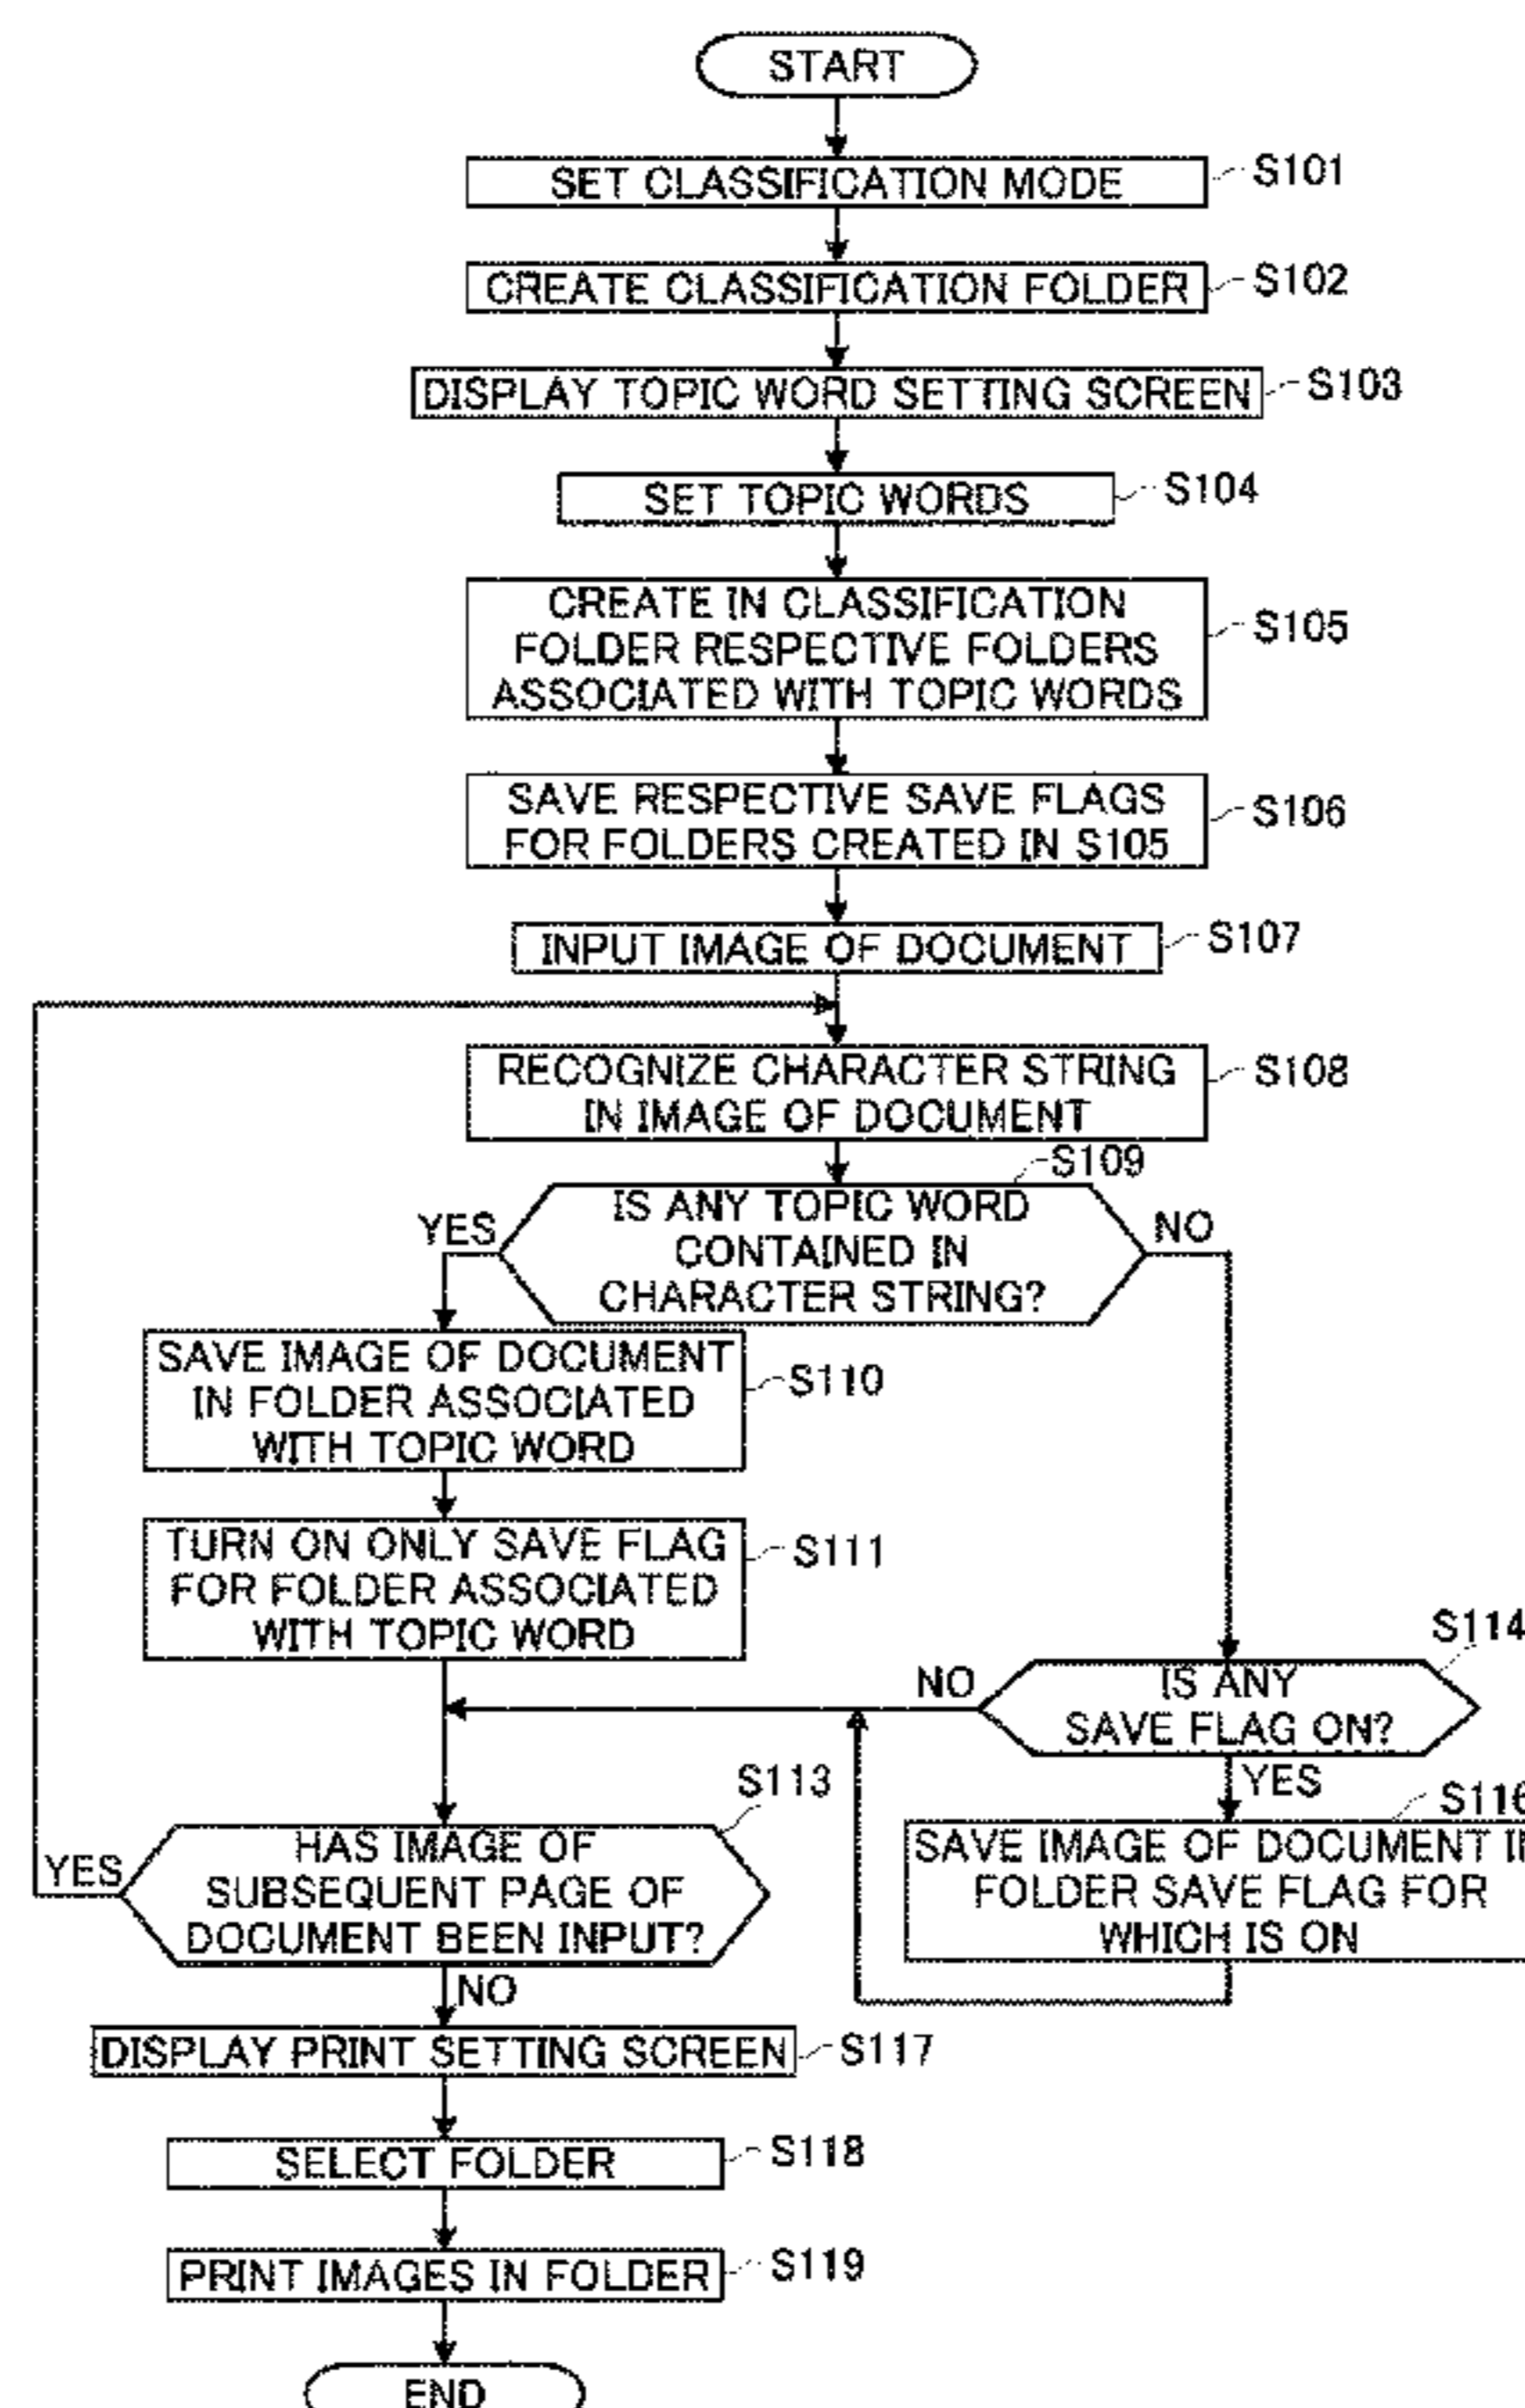 START
SET CLASSIFICATION MODE
S101
CREATE CLASSIFICATION FOLDER
S102
DISPLAY TOPIC WORD SETTING SCREEN
S103
SET TOPIC WORDS
S104
CREATE IN CLASSIFICATION
FOLDER RESPECTIVE FOLDERS
ASSOCIATED WITH TOPIC WORDS
S105
SAVE RESPECTIVE SAVE FLAGS
FOR FOLDERS CREATED IN S105
S106
INPUT IMAGE OF DOCUMENT
S107
RECOGNIZE CHARACTER STRING
IN IMAGE OF DOCUMENT
S108
S109
IS ANY TOPIC WORD
CONTAINED IN
CHARACTER STRING?
YES
NO
SAVE IMAGE OF DOCUMENT
IN FOLDER ASSOCIATED
WITH TOPIC WORD
S110
TURN ON ONLY SAVE FLAG
FOR FOLDER ASSOCIATED
WITH TOPIC WORD
S111
S114
IS ANY
SAVE FLAG ON?
NO
YES
S116
SAVE IMAGE OF DOCUMENT IN
FOLDER SAVE FLAG FOR
WHICH IS ON
S113
HAS IMAGE OF
SUBSEQUENT PAGE OF
DOCUMENT BEEN INPUT?
YES
NO
DISPLAY PRINT SETTING SCREEN
S117
SELECT FOLDER
S118
PRINT IMAGES IN FOLDER
S119
END